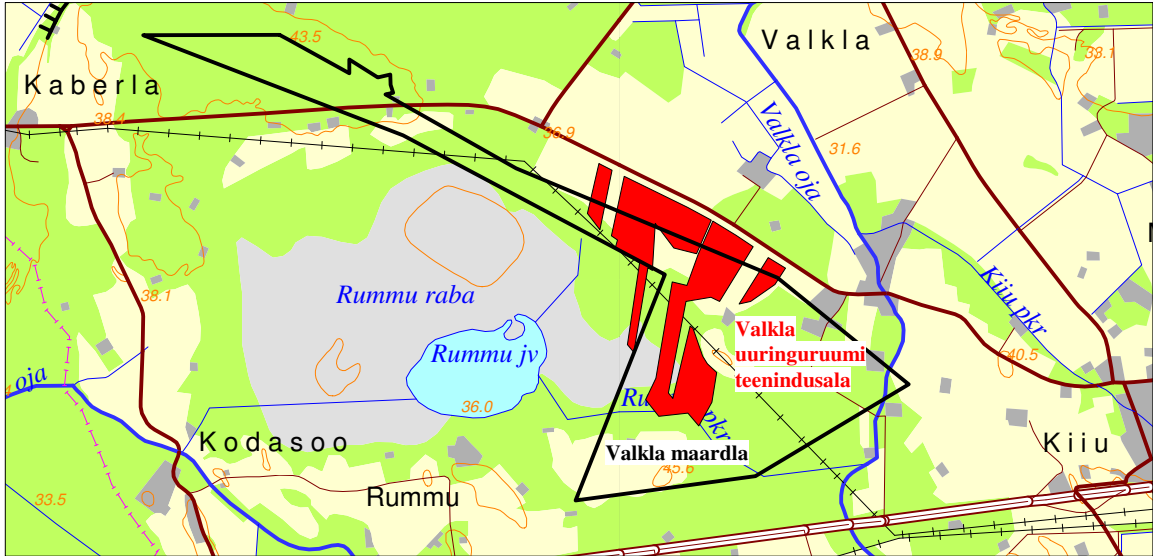 43.5
Valkla
38.9
33.1
Kaberla
38.4
36.9
Valkla oja
31.6
Kiiu pkr
38.1
Rummu raba
Rummu jv
Valkla
uuringuruumi
teenindusala
40.5
oja
36.0
pkr
Kodasoo
Valkla maardla
Kiiu
45.6
33.5
Rummu